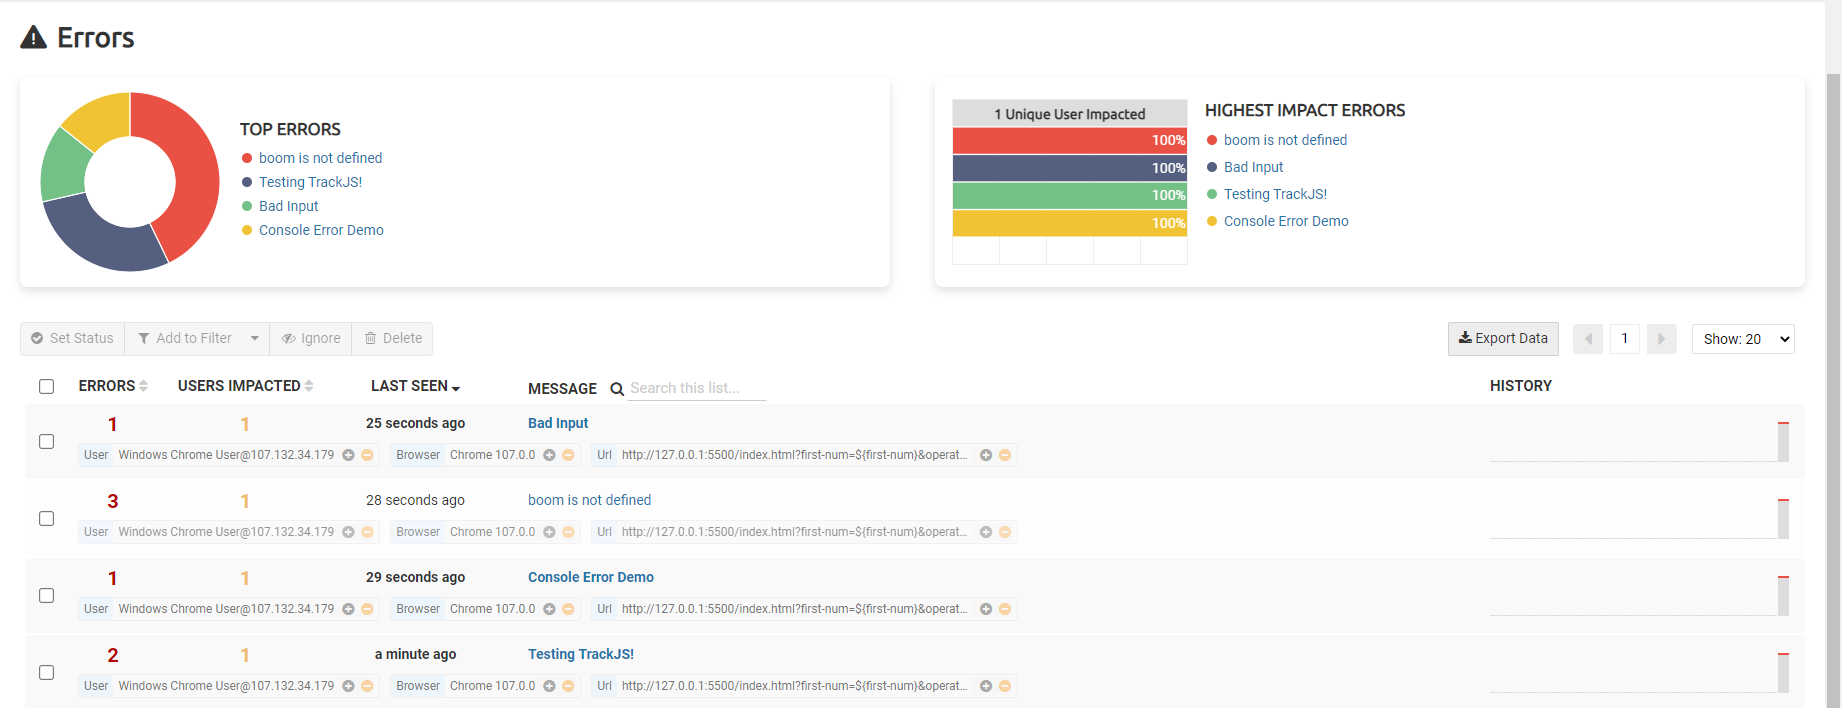 Errors
TOP ERRORS
boom is not defined
Testing TrackJS!
Bad Input
Console Error Demo
1 Unique User Impacted
100%
100%
100%
100%
HIGHEST IMPACT ERRORS
boom is not defined
Bad Input
Testing TrackJS!
Console Error Demo
Set Status Add to Filter Ignore Delete
Export Data 1 Show: 20
ERRORS USERS IMPACTED LAST SEEN MESSAGE Search this list... HISTORY
1 1 25 seconds ago Bad Input
User Windows Chrome User@107.132.34.179 Browser Chrome 107.0.0 Url http://127.0.0.1:5500/index.html?first-num=${first-num}&operat...
3 1 28 seconds ago boom is not defined
User Windows Chrome User@107.132.34.179 Browser Chrome 107.0.0 Url http://127.0.0.1:5500/index.html?first-num=${first-num}&operat...
1 1 29 seconds ago Console Error Demo
User Windows Chrome User@107.132.34.179 Browser Chrome 107.0.0 Url http://127.0.0.1:5500/index.html?first-num=${first-num}&operat...
2 1 a minute ago Testing TrackJS!
User Windows Chrome User@107.132.34.179 Browser Chrome 107.0.0 Url http://127.0.0.1:5500/index.html?first-num=${first-num}&operat...